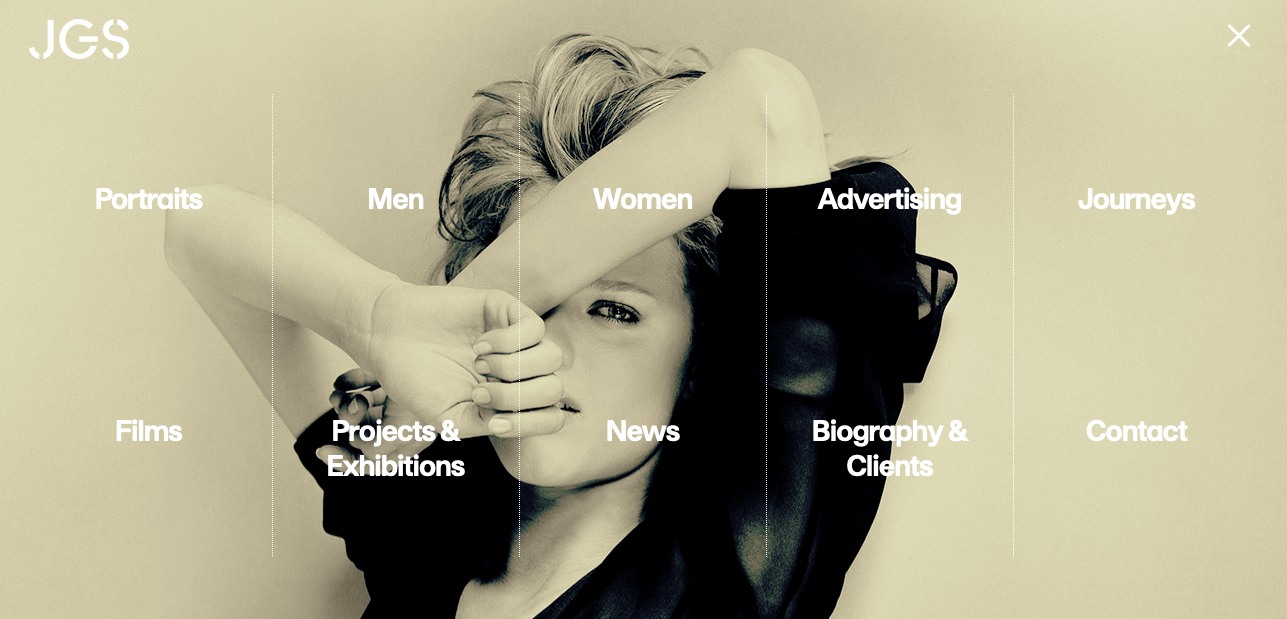 JGS
Portraits
Men
Women
Advertising
Journeys
Films
Projects &
Exhibitions
News
Biography &
Clients
Contact